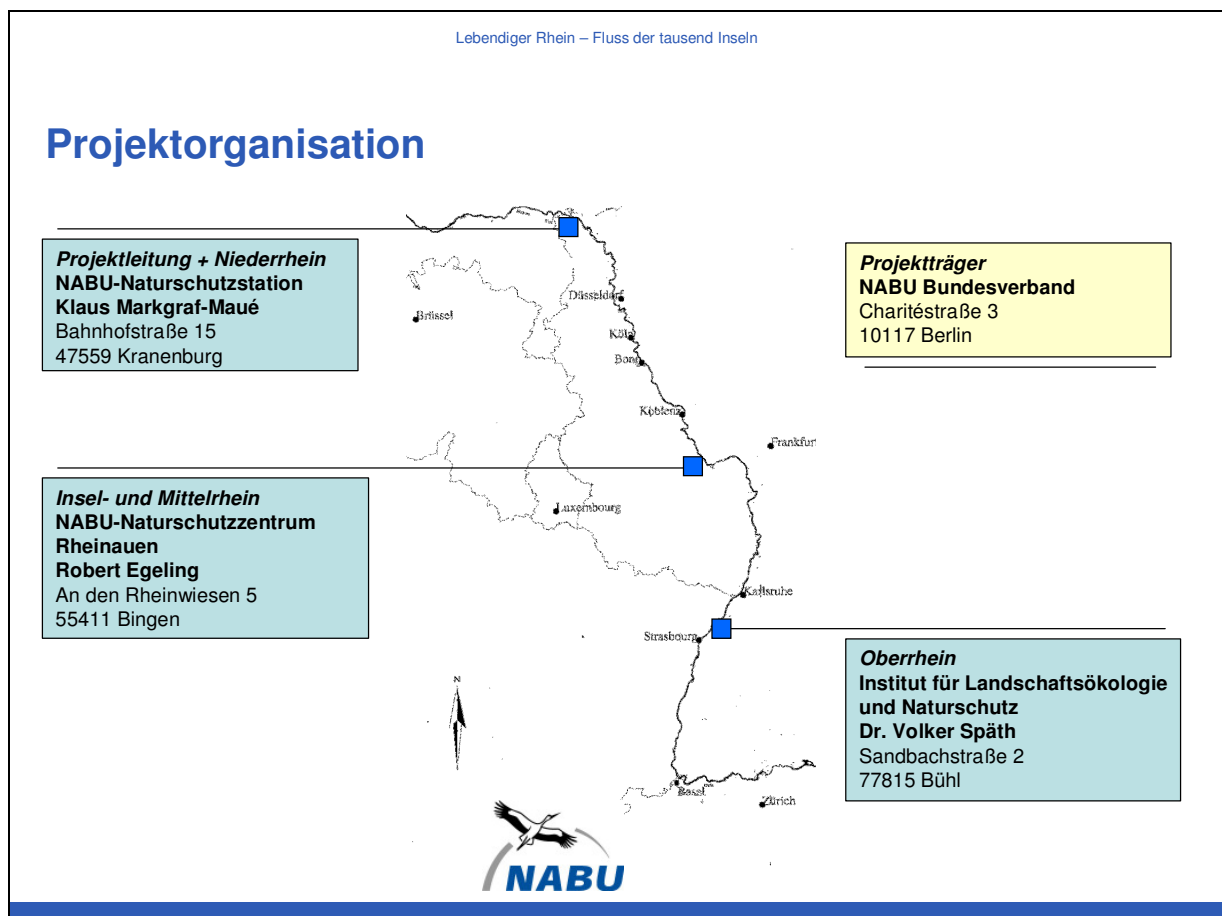 Lebendiger Rhein – Fluss der tausend Inseln
Projektorganisation
Projektleitung + Niederrhein
NABU-Naturschutzstation
Klaus Markgraf-Maué
Bahnhofstraße 15
47559 Kranenburg
Projektträger
NABU Bundesverband
Charitéstraße 3
10117 Berlin
Düsseldorf
Brüssel
Köln
Bonn
Koblenz
Frankfurt
Insel- und Mittelrhein
NABU-Naturschutzzentrum
Rheinauen
Robert Egeling
An den Rheinwiesen 5
55411 Bingen
Luxembourg
Karlsruhe
Strasbourg
Oberrhein
Institut für Landschaftsökologie
und Naturschutz
Dr. Volker Späth
Sandbachstraße 2
77815 Bühl
N
Basel
Zürich
NABU